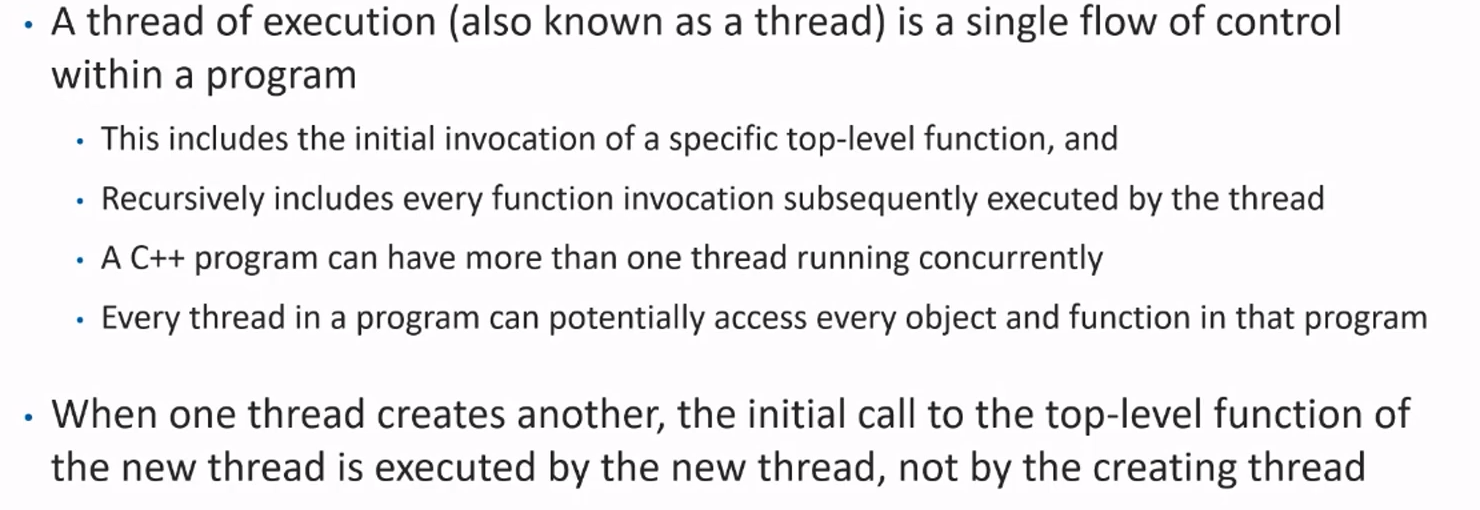 • A thread of execution (also known as a thread) is a single flow of control
within a program
• This includes the initial invocation of a specific top-level function, and
• Recursively includes every function invocation subsequently executed by the thread
• A C++ program can have more than one thread running concurrently
• Every thread in a program can potentially access every object and function in that program
• When one thread creates another, the initial call to the top-level function of
the new thread is executed by the new thread, not by the creating thread